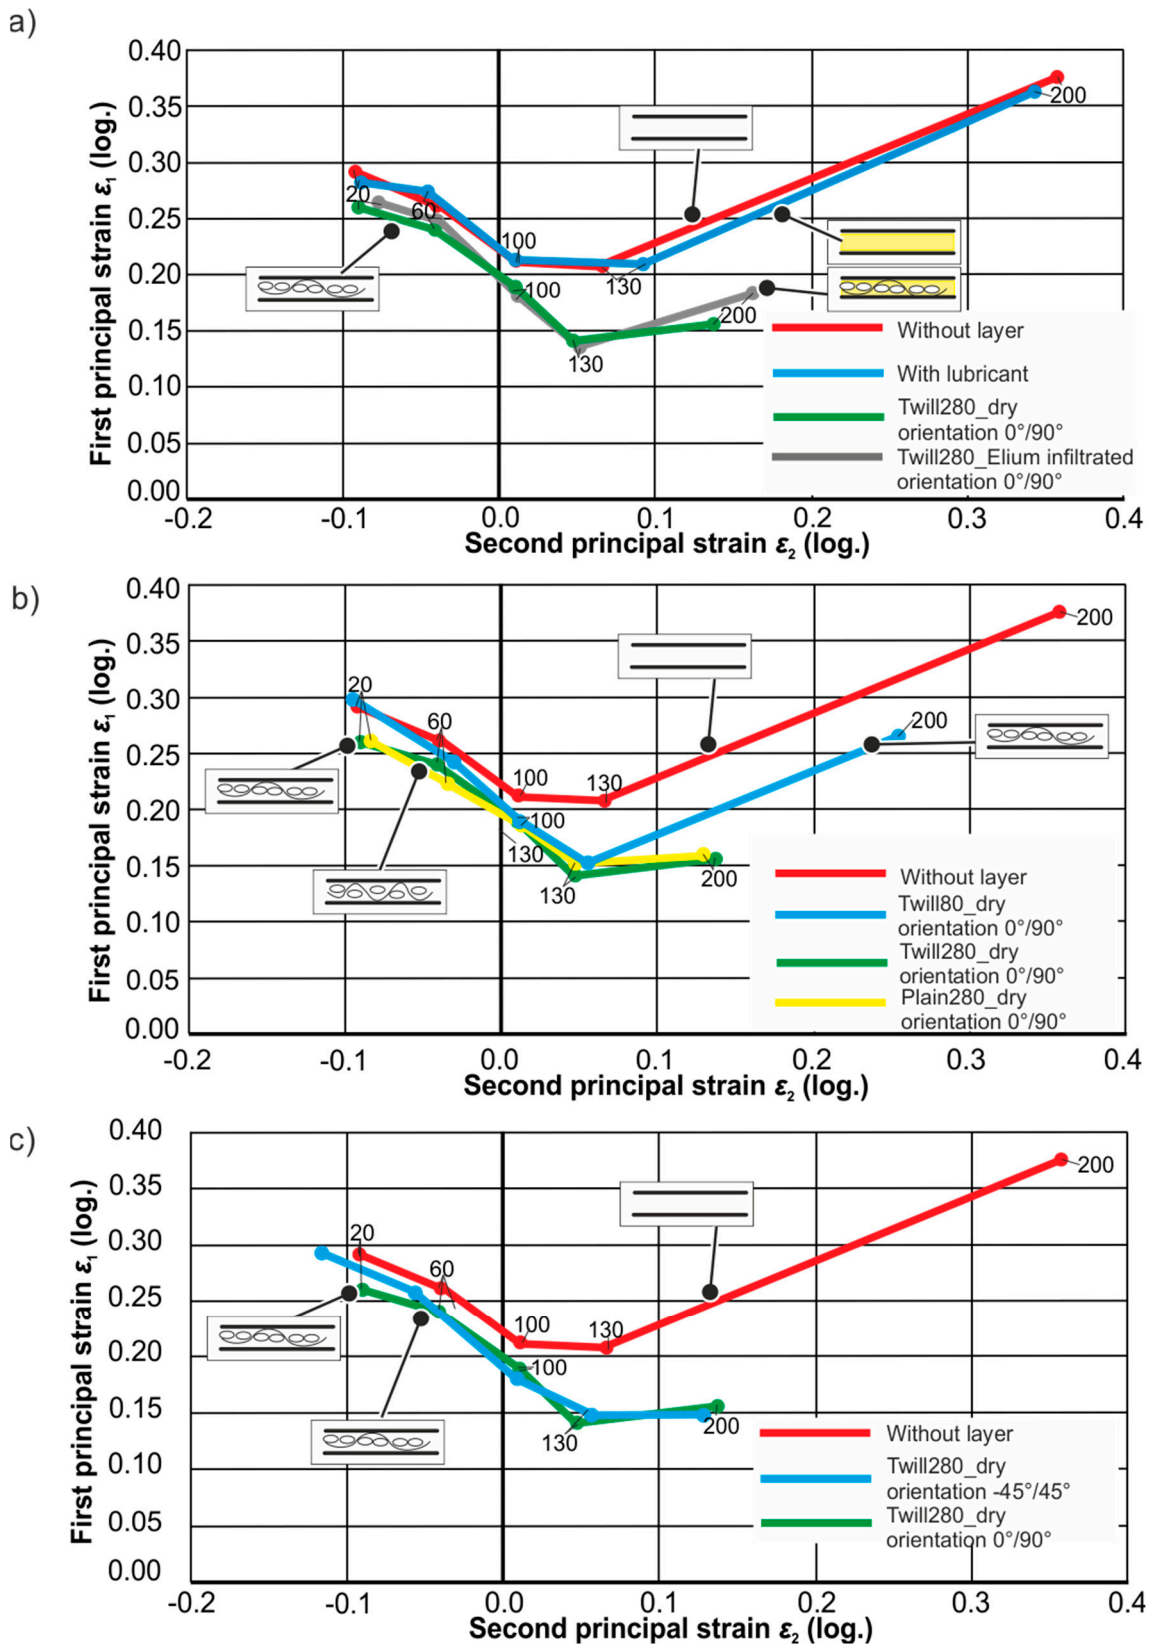 a)
0.40
0.35
0.30
0.25
0.20
0.15
0.10
0.05
0.00
First principal strain ε1 (log.)
20
60
100
130
200
100
130
200
Without layer
With lubricant
Twill280_dry
orientation 0°/90°
Twill280_Elium infiltrated
orientation 0°/90°
-0.2 -0.1 0.0 0.1 0.2 0.3 0.4
Second principal strain ε2 (log.)
b)
0.40
0.35
0.30
0.25
0.20
0.15
0.10
0.05
0.00
First principal strain ε1 (log.)
20
60
100
130
200
200
100
130
130
200
Without layer
Twill80_dry
orientation 0°/90°
Twill280_dry
orientation 0°/90°
Plain280_dry
orientation 0°/90°
-0.2 -0.1 0.0 0.1 0.2 0.3 0.4
Second principal strain ε2 (log.)
c)
0.40
0.35
0.30
0.25
0.20
0.15
0.10
0.05
0.00
First principal strain ε1 (log.)
20
60
100
130
200
100
130
200
Without layer
Twill280_dry
orientation -45°/45°
Twill280_dry
orientation 0°/90°
-0.2 -0.1 0.0 0.1 0.2 0.3 0.4
Second principal strain ε2 (log.)